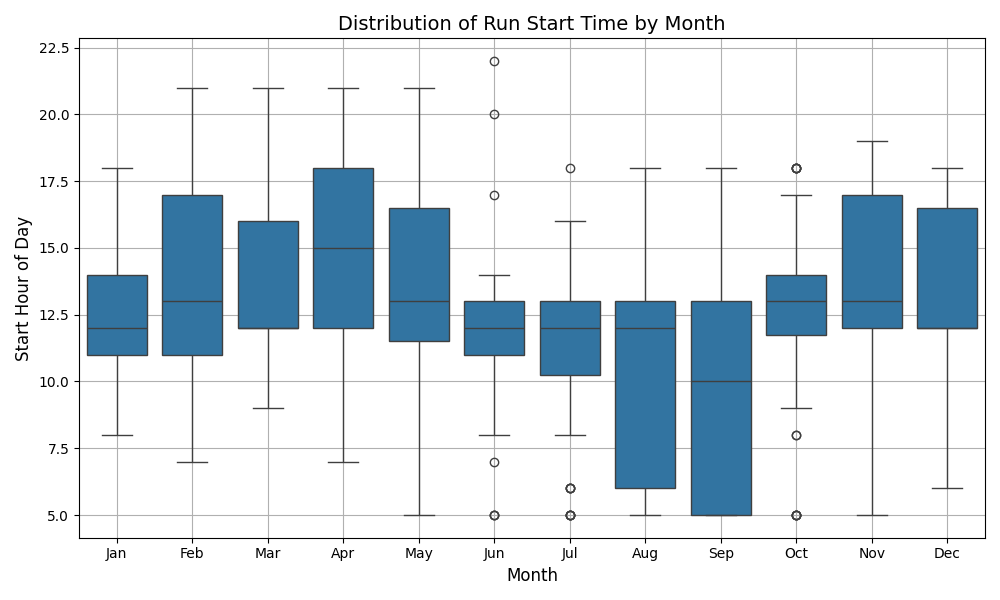 Distribution of Run Start Time by Month
Start Hour of Day
22.5
20.0
17.5
15.0
12.5
10.0
7.5
5.0
Jan Feb Mar Apr May Jun Jul Aug Sep Oct Nov Dec
Month